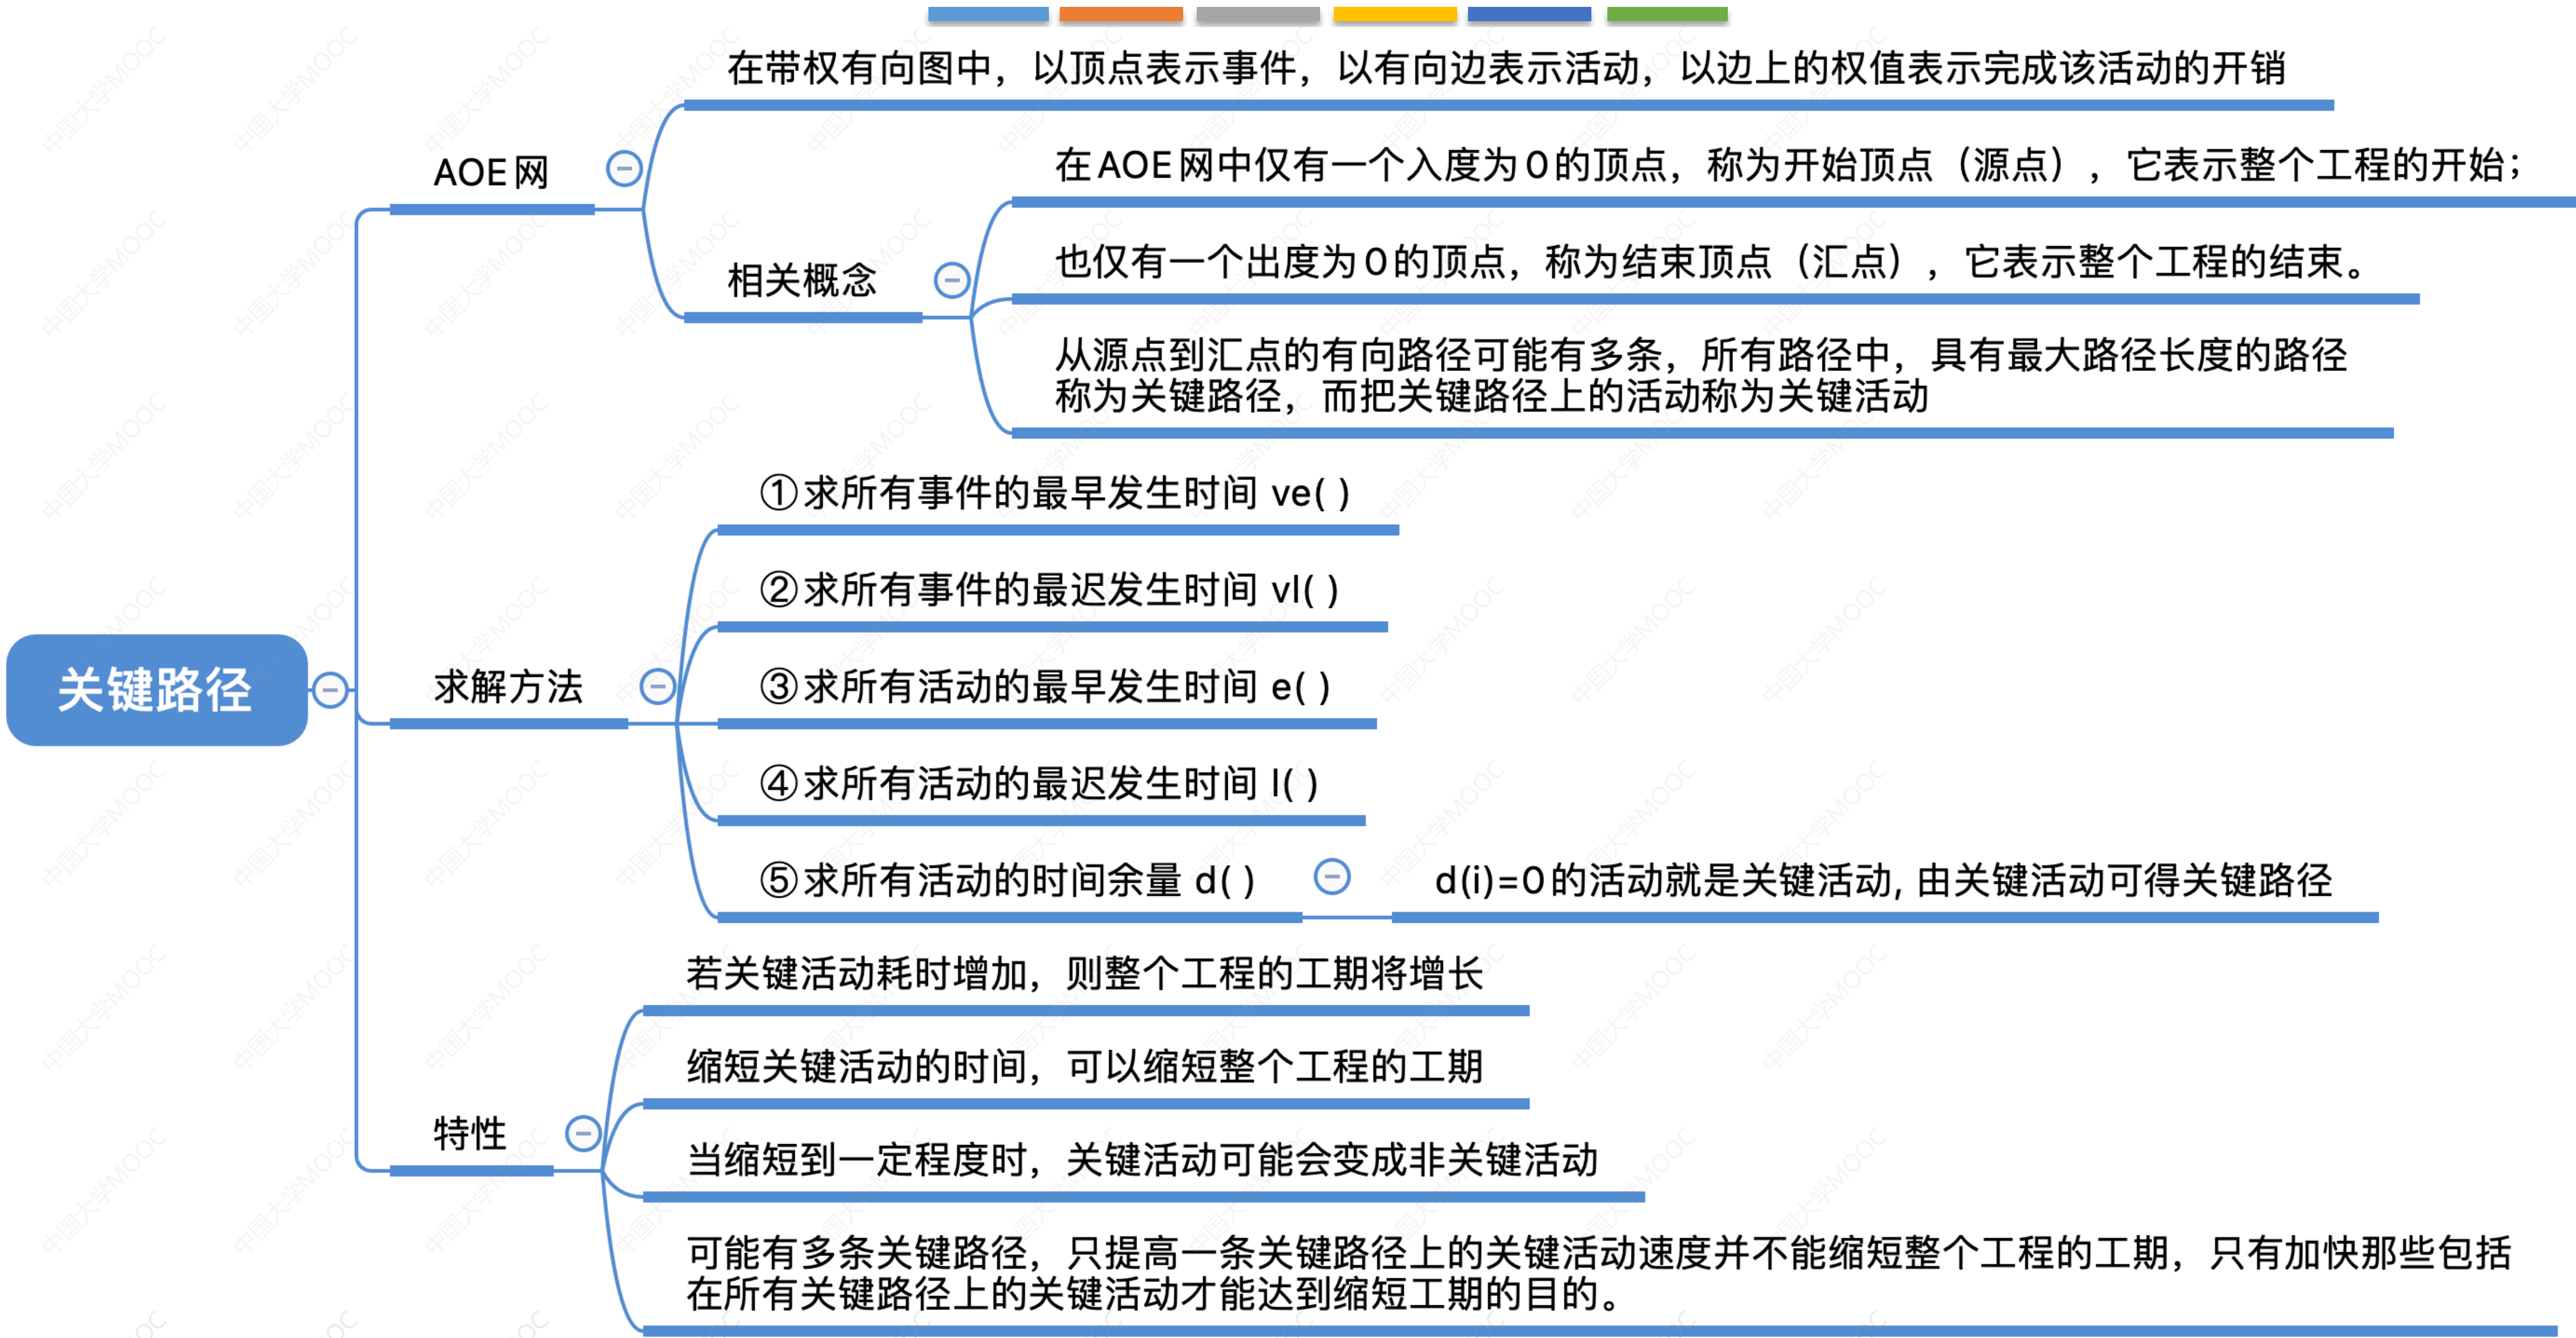 在带权有向图中，以顶点表示事件，以有向边表示活动，以边上的权值表示完成该活动的开销
AOE网
在AOE网中仅有一个入度为0的顶点，称为开始顶点（源点），它表示整个工程的开始；
相关概念
也仅有一个出度为0的顶点，称为结束顶点（汇点），它表示整个工程的结束。
从源点到汇点的有向路径可能有多条，所有路径中，具有最大路径长度的路径
称为关键路径，而把关键路径上的活动称为关键活动
关键路径
求解方法
①求所有事件的最早发生时间 ve( )
②求所有事件的最迟发生时间 vl( )
③求所有活动的最早发生时间 e( )
④求所有活动的最迟发生时间 l( )
⑤求所有活动的时间余量 d( )
d(i)=0的活动就是关键活动, 由关键活动可得关键路径
特性
若关键活动耗时增加，则整个工程的工期将增长
缩短关键活动的时间，可以缩短整个工程的工期
当缩短到一定程度时，关键活动可能会变成非关键活动
可能有多条关键路径，只提高一条关键路径上的关键活动速度并不能缩短整个工程的工期，只有加快那些包括
在所有关键路径上的关键活动才能达到缩短工期的目的。
中国大学MOOC